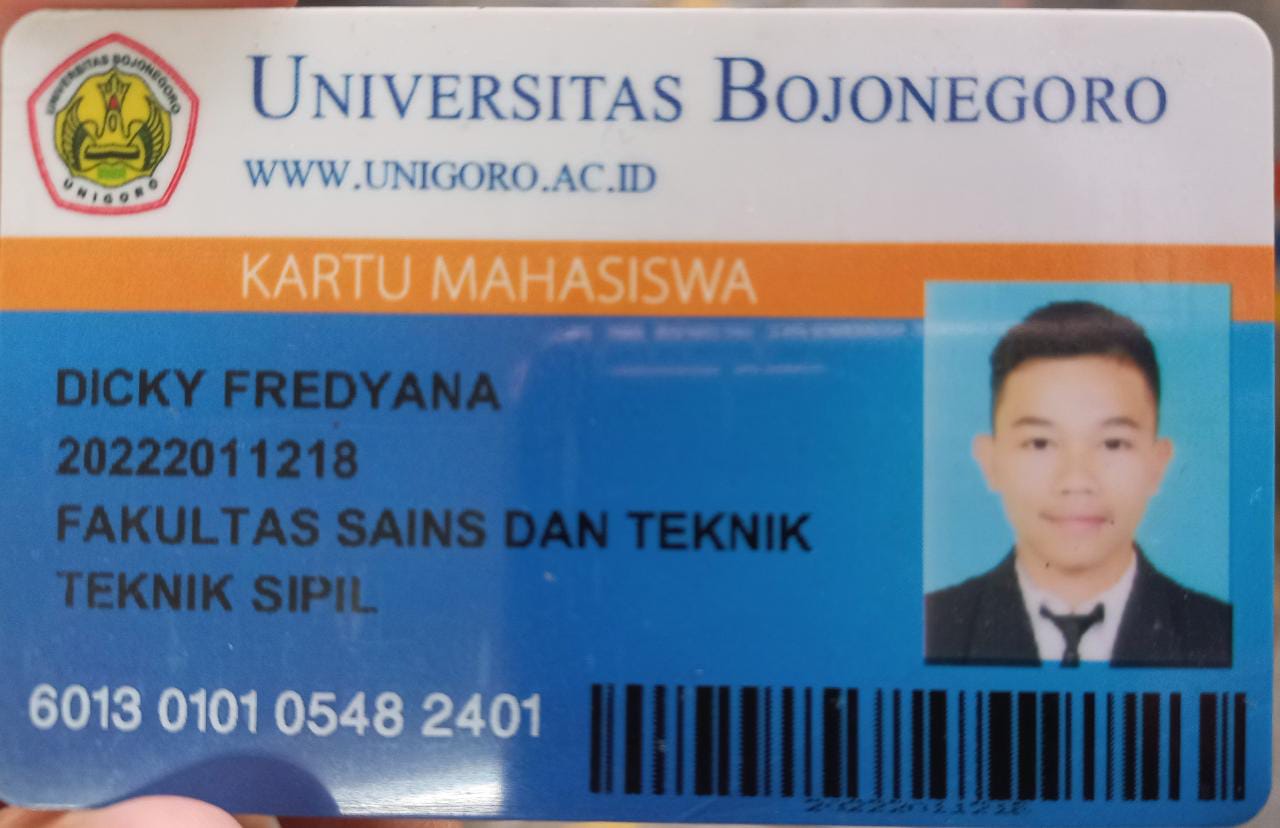 UNIVERSITAS BOJONEGORO
UNIGORO
UNIVERSITAS BOJONEGORO
WWW.UNIGORO.AC.ID
KARTU MAHASISWA
DICKY FREDYANA
20222011218
FAKULTAS SAINS DAN TEKNIK
TEKNIK SIPIL
6013 0101 0548 2401
20222011218